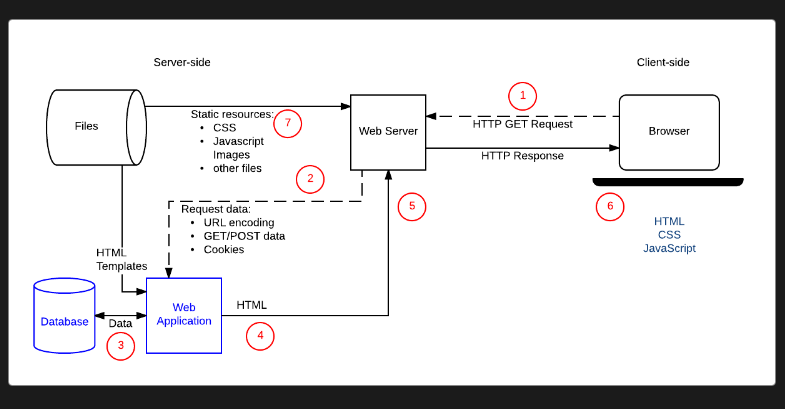 Server-side
Client-side
Files
Static resources:
• CSS
• Javascript
Images
• other files
7
Web Server
1
HTTP GET Request
HTTP Response
Browser
2
Request data:
• URL encoding
• GET/POST data
• Cookies
5
6
HTML
CSS
JavaScript
HTML
Templates
Database
Data
3
Web
Application
HTML
4